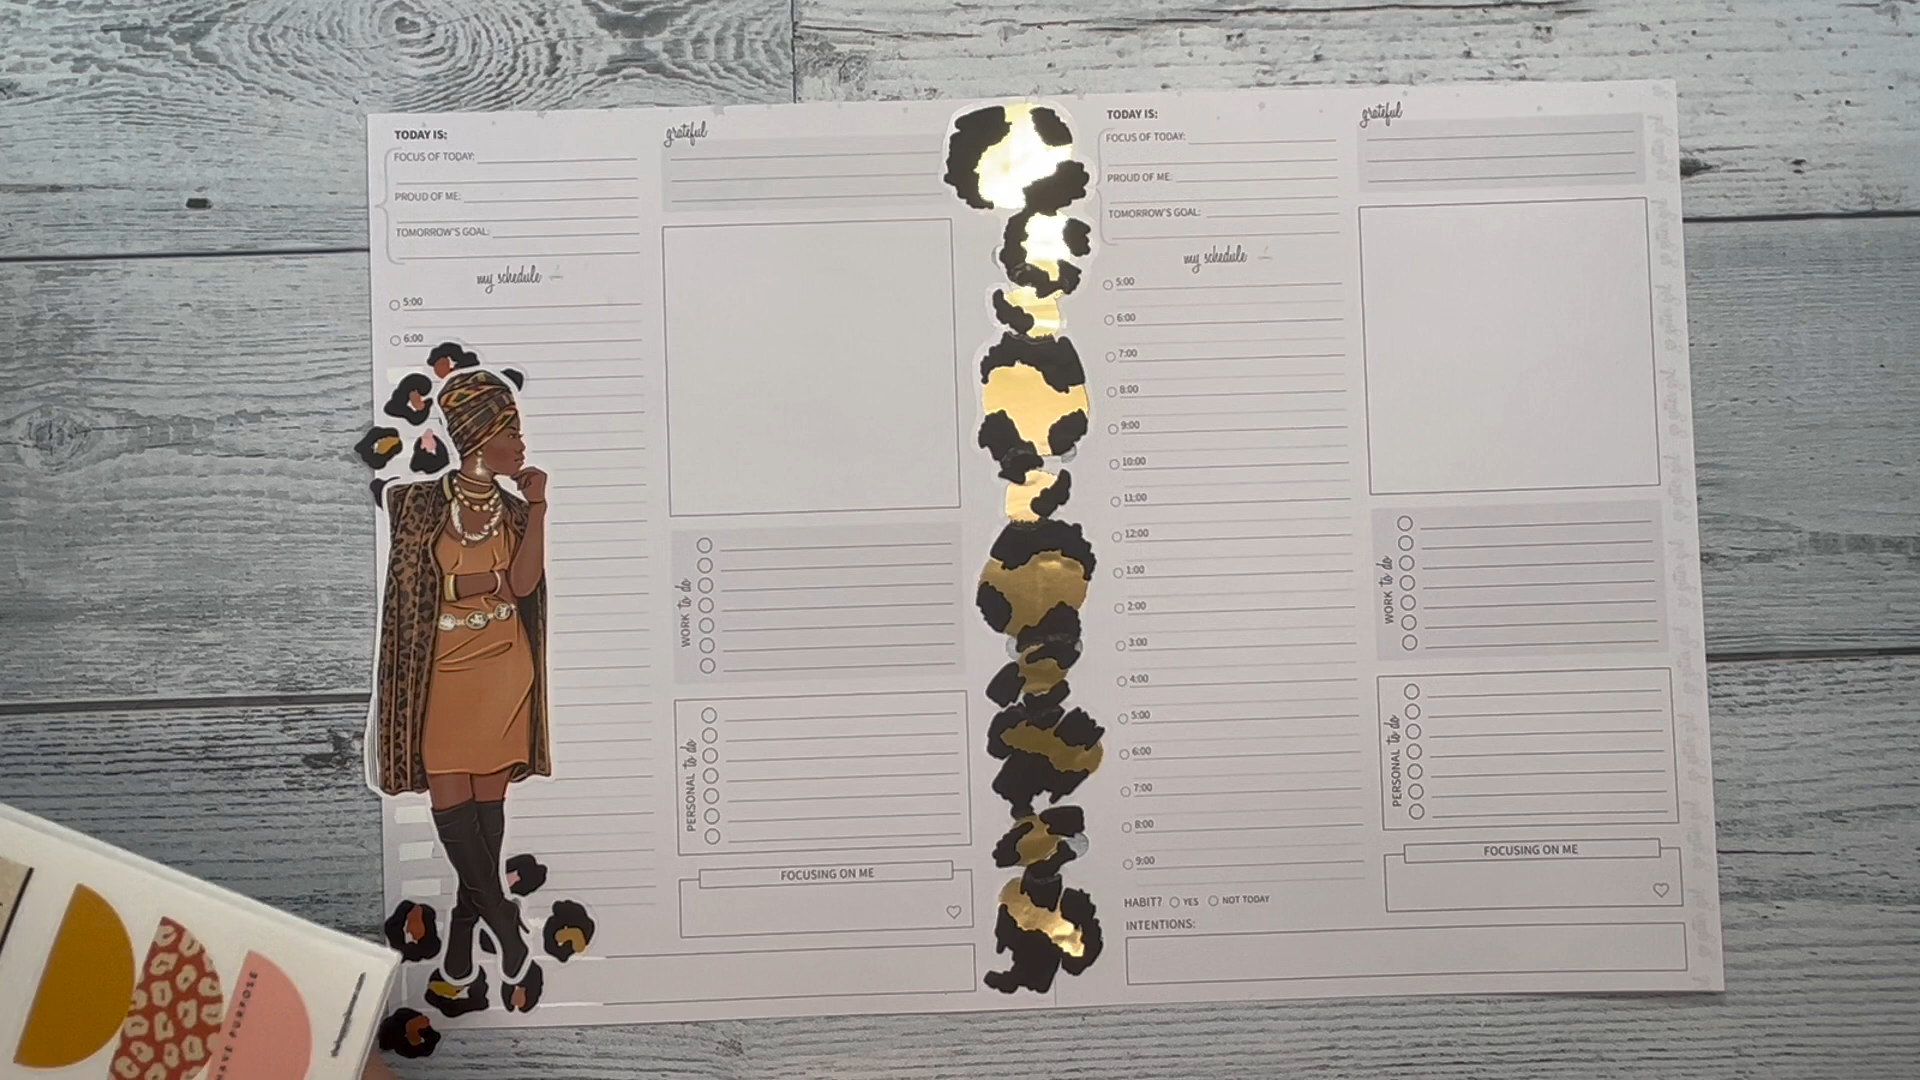 TODAY IS:
FOCUS OF TODAY:
PROUD OF ME:
TOMORROW'S GOAL:
my schedule
5:00
6:00
grateful
WORK to do
PERSONAL to do
FOCUSING ON ME
TODAY IS:
FOCUS OF TODAY:
PROUD OF ME:
TOMORROW'S GOAL:
my schedule
5:00
6:00
7:00
8:00
9:00
10:00
11:00
12:00
1:00
2:00
3:00
4:00
5:00
6:00
7:00
8:00
9:00
HABIT? YES NOT TODAY
INTENTIONS:
grateful
WORK to do
PERSONAL to do
FOCUSING ON ME
HAVE PURPOSE